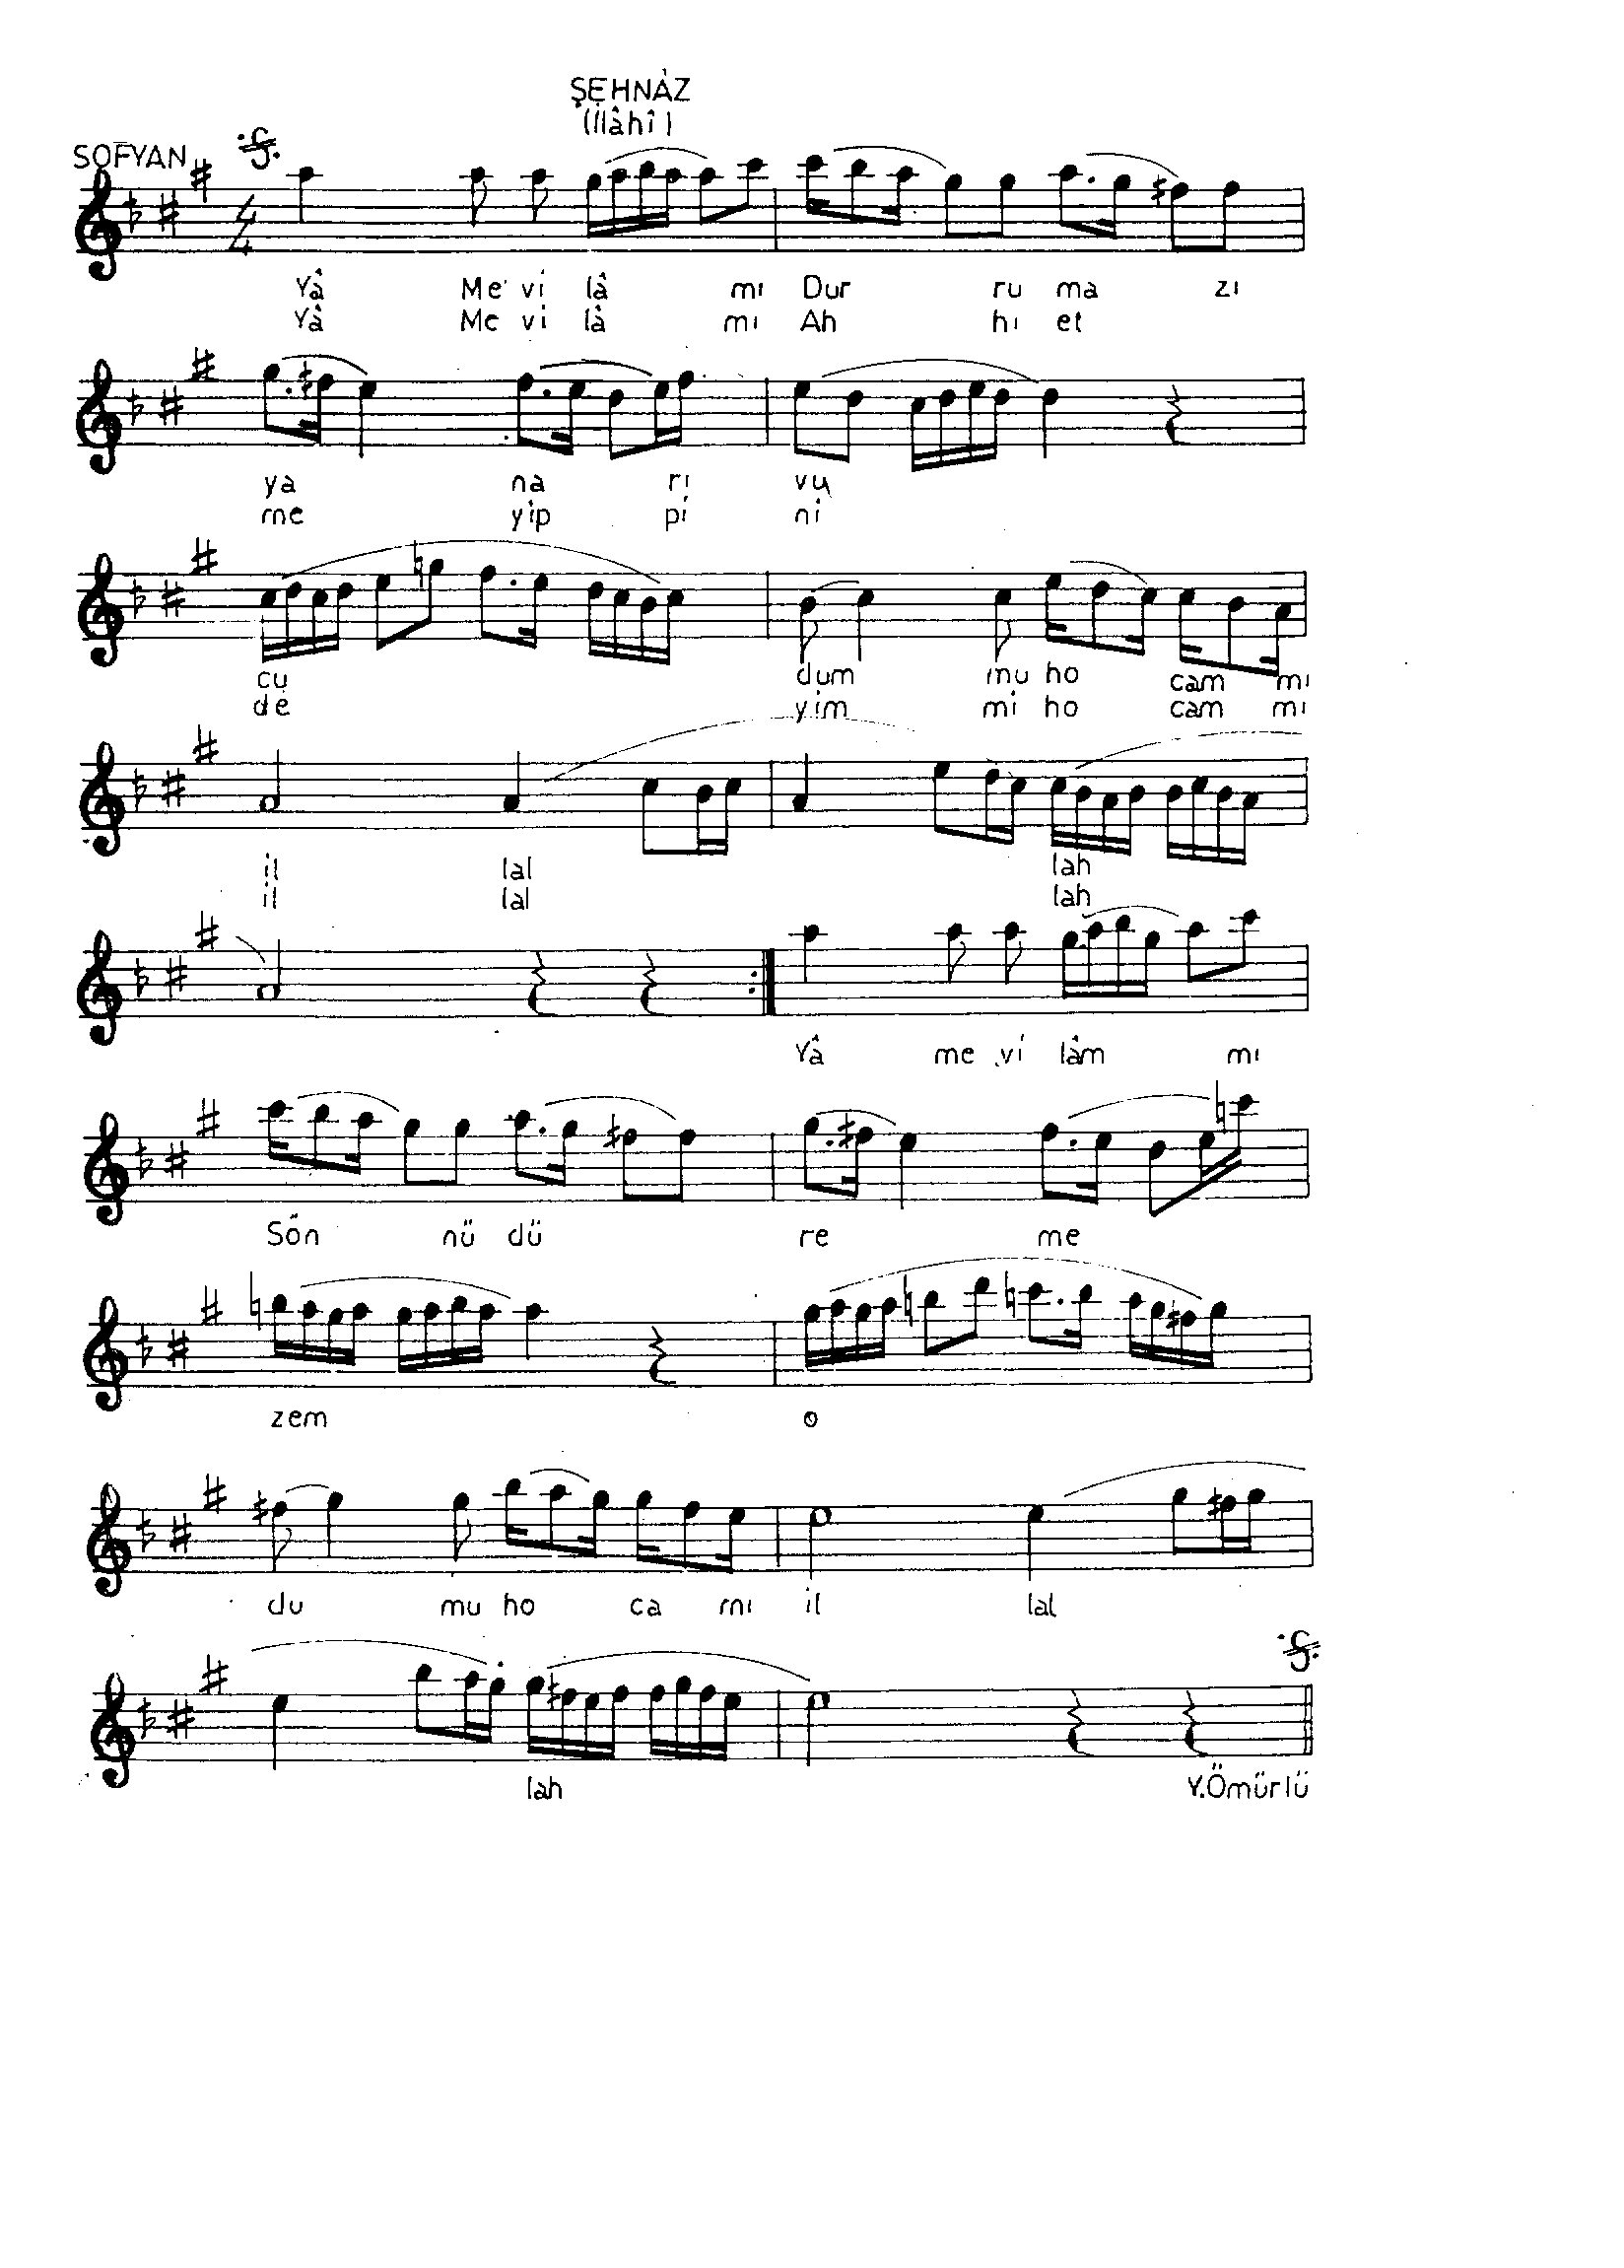 ŞEHNÂZ
(İlâhî)
SOFYAN
4/4
Yâ Me vi lâ mı Dur ru ma zı
Yâ Me vi lâ mı Ah hı et
ya na rı vu
me yip pi ni
cu dum mu ho cam mı
de yim mi ho cam mı
il lal lah
il lal lah
Yâ me vi lâm mı
Sön nü dü re me
zem o
du mu ho ca mı il lal
lah
Y.Ömürlü